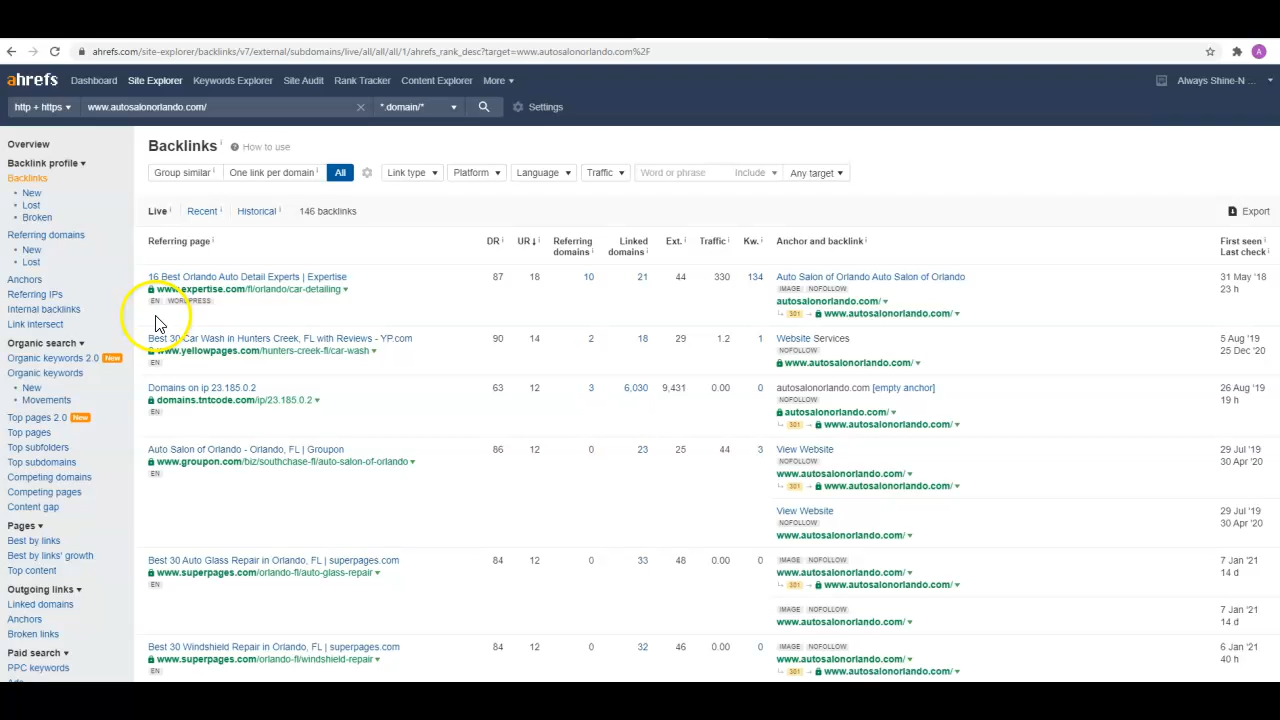 ahrefs.com/site-explorer/backlinks/v7/external/subdomains/live/all/all/all/1/ahrefs_rank_desc?target=www.autosalonorlando.com%2F A
ahrefs Dashboard Site Explorer Keywords Explorer Site Audit Rank Tracker Content Explorer More Always Shine-N ...
http + https www.autosalonorlando.com/ *.domain/* Settings
Overview
Backlink profile
Backlinks
New
Lost
Broken
Referring domains
New
Lost
Anchors
Referring IPs
Internal backlinks
Link intersect
Organic search
Organic keywords 2.0 New
Organic keywords
New
Movements
Top pages 2.0 New
Top pages
Top subfolders
Top subdomains
Competing domains
Competing pages
Content gap
Pages
Best by links
Best by links' growth
Top content
Outgoing links
Linked domains
Anchors
Broken links
Paid search
PPC keywords
Backlinks How to use
Group similar One link per domain All Link type Platform Language Traffic Word or phrase Include Any target
Live Recent Historical 146 backlinks Export
Referring page DR UR Referring domains Linked domains Ext. Traffic Kw. Anchor and backlink First seen Last check
16 Best Orlando Auto Detail Experts | Expertise 87 18 10 21 44 330 134 Auto Salon of Orlando Auto Salon of Orlando 31 May '18
www.expertise.com/fl/orlando/car-detailing IMAGE NOFOLLOW 23 h
EN WORDPRESS autosalonorlando.com/
301 → www.autosalonorlando.com/
Best 30 Car Wash in Hunters Creek, FL with Reviews - YP.com 90 14 2 18 29 1.2 1 Website Services 5 Aug '19
www.yellowpages.com/hunters-creek-fl/car-wash NOFOLLOW 25 Dec '20
EN www.autosalonorlando.com/
Domains on ip 23.185.0.2 63 12 3 6,030 9,431 0.00 0 autosalonorlando.com [empty anchor] 26 Aug '19
domains.tntcode.com/ip/23.185.0.2 NOFOLLOW 19 h
EN autosalonorlando.com/
301 → www.autosalonorlando.com/
Auto Salon of Orlando - Orlando, FL | Groupon 86 12 0 23 25 44 3 View Website 29 Jul '19
www.groupon.com/biz/southchase-fl/auto-salon-of-orlando NOFOLLOW 30 Apr '20
EN www.autosalonorlando.com/
301 → www.autosalonorlando.com/
View Website 29 Jul '19
NOFOLLOW 30 Apr '20
www.autosalonorlando.com/
Best 30 Auto Glass Repair in Orlando, FL | superpages.com 84 12 0 33 48 0.00 0 IMAGE NOFOLLOW 7 Jan '21
www.superpages.com/orlando-fl/auto-glass-repair www.autosalonorlando.com/ 14 d
EN 301 → www.autosalonorlando.com/
IMAGE NOFOLLOW 7 Jan '21
www.autosalonorlando.com/ 14 d
Best 30 Windshield Repair in Orlando, FL | superpages.com 84 12 0 32 46 0.00 0 IMAGE NOFOLLOW 6 Jan '21
www.superpages.com/orlando-fl/windshield-repair www.autosalonorlando.com/ 40 h
EN 301 → www.autosalonorlando.com/